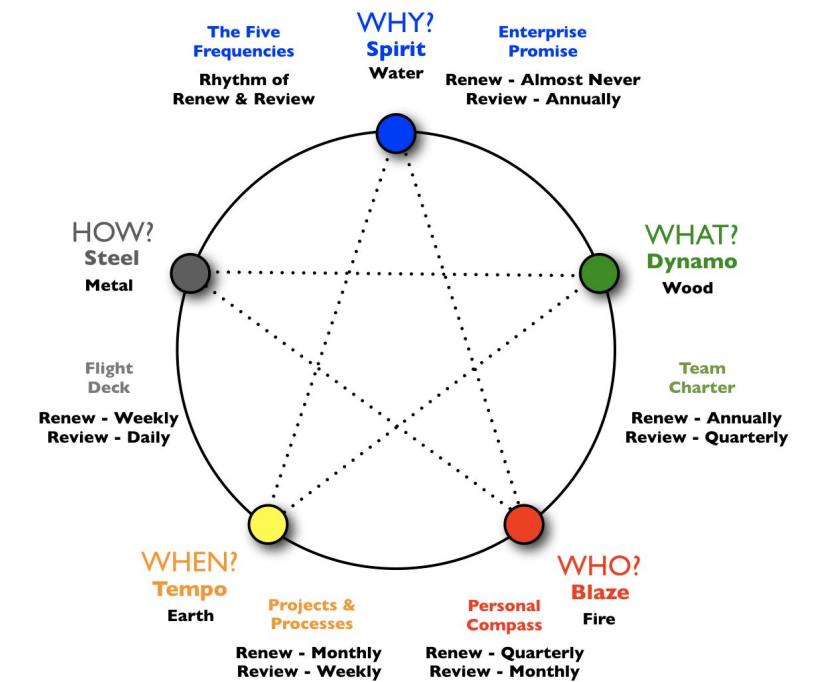 The Five
Frequencies
Rhythm of
Renew & Review
WHY?
Spirit
Water
Enterprise
Promise
Renew - Almost Never
Review - Annually
HOW?
Steel
Metal
WHAT?
Dynamo
Wood
Flight
Deck
Renew - Weekly
Review - Daily
Team
Charter
Renew - Annually
Review - Quarterly
WHEN?
Tempo
Earth
Projects &
Processes
Renew - Monthly
Review - Weekly
Personal
Compass
Renew - Quarterly
Review - Monthly
WHO?
Blaze
Fire